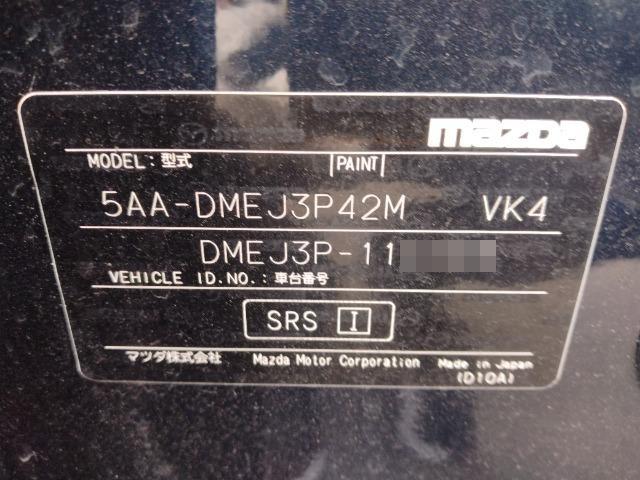 mazda
MODEL: 型式 PAINT
5AA-DMEJ3P42M VK4
DMEJ3P-11
VEHICLE ID.NO.: 車台番号
SRS I
マツダ株式会社 Mazda Motor Corporation Made in Japan
(D10A)